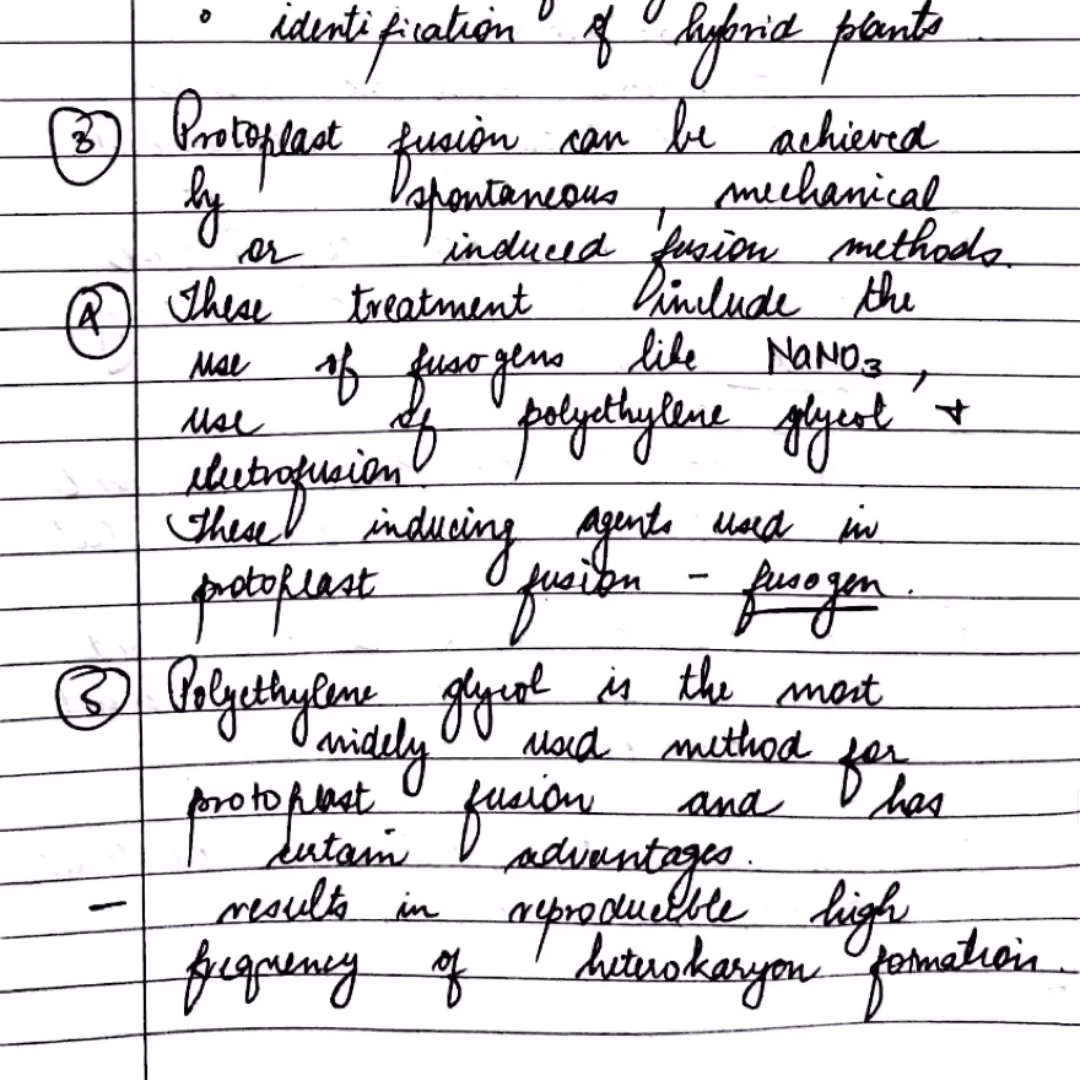 • identification of hybrid plants
3 Protoplast fusion can be achieved
by spontaneous, mechanical
or induced fusion methods.
4 These treatment include the
use of fusogens like NaNO3,
use of polyethylene glycol &
electrofusion
These inducing agents used in
protoplast fusion - fusogen.
5 Polyethylene glycol is the most
widely used method for
protoplast fusion and has
certain advantages.
- results in reproducible high
frequency of heterokaryon formation.